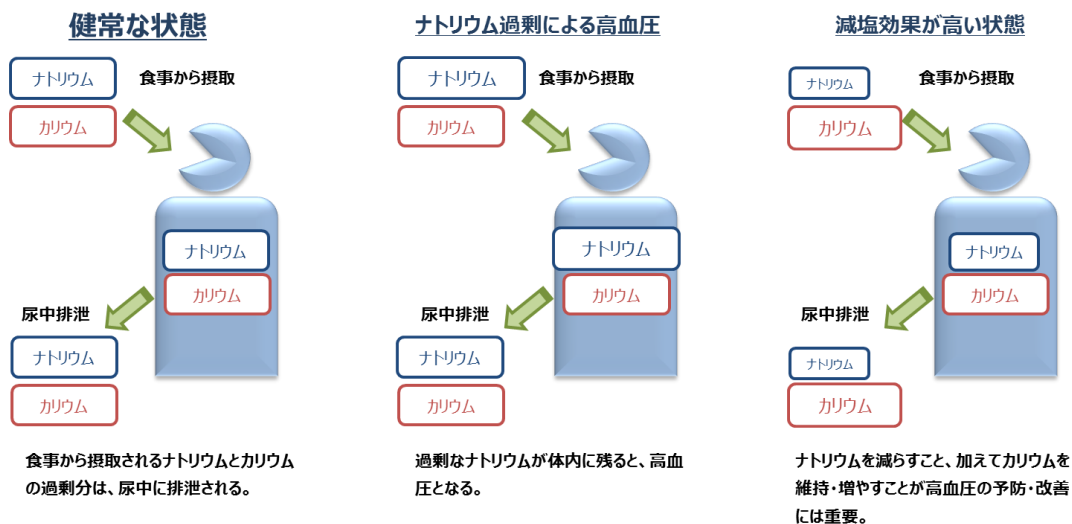 健常な状態
ナトリウム
食事から摂取
カリウム
ナトリウム
カリウム
尿中排泄
ナトリウム
カリウム
食事から摂取されるナトリウムとカリウム
の過剰分は、尿中に排泄される。
ナトリウム過剰による高血圧
ナトリウム
食事から摂取
カリウム
ナトリウム
カリウム
尿中排泄
ナトリウム
カリウム
過剰なナトリウムが体内に残ると、高血
圧となる。
減塩効果が高い状態
ナトリウム
食事から摂取
カリウム
ナトリウム
カリウム
尿中排泄
ナトリウム
カリウム
ナトリウムを減らすこと、加えてカリウムを
維持・増やすことが高血圧の予防・改善
には重要。